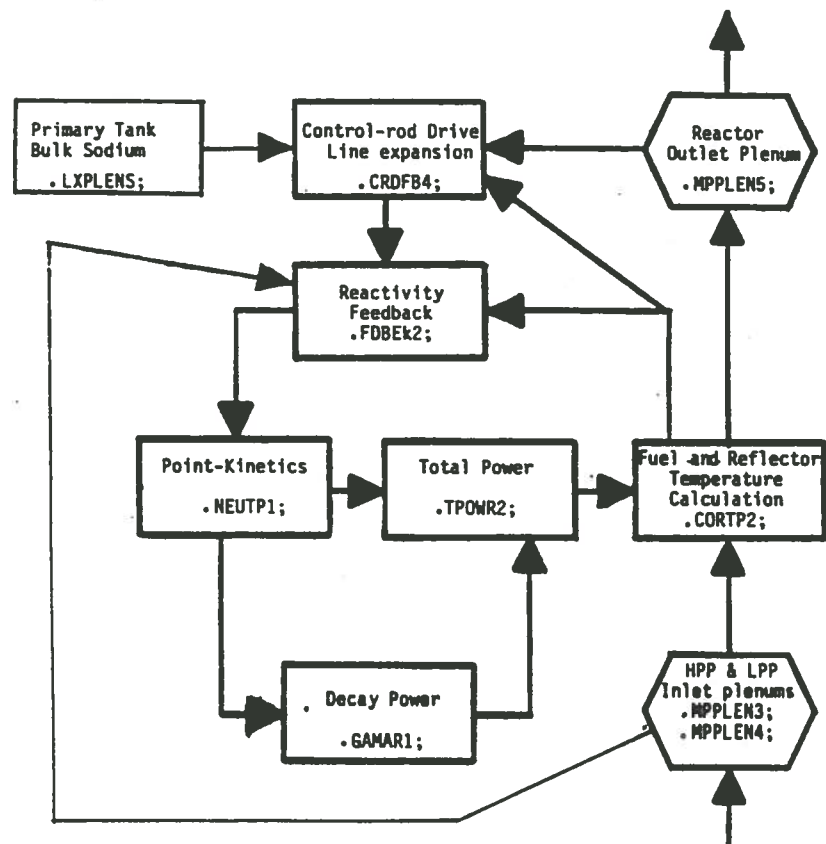 Primary Tank
Bulk Sodium
.LXPLENS;
Control-rod Drive
Line expansion
.CRDFB4;
Reactor
Outlet Plenum
.MPPLEN5;
Reactivity
Feedback
.FDBEk2;
Point-Kinetics
.NEUTP1;
Total Power
.TPOWR2;
Fuel and Reflector
Temperature
Calculation
.CORTP2;
. Decay Power
.GAMAR1;
HPP & LPP
Inlet plenums
.MPPLEN3;
.MPPLEN4;